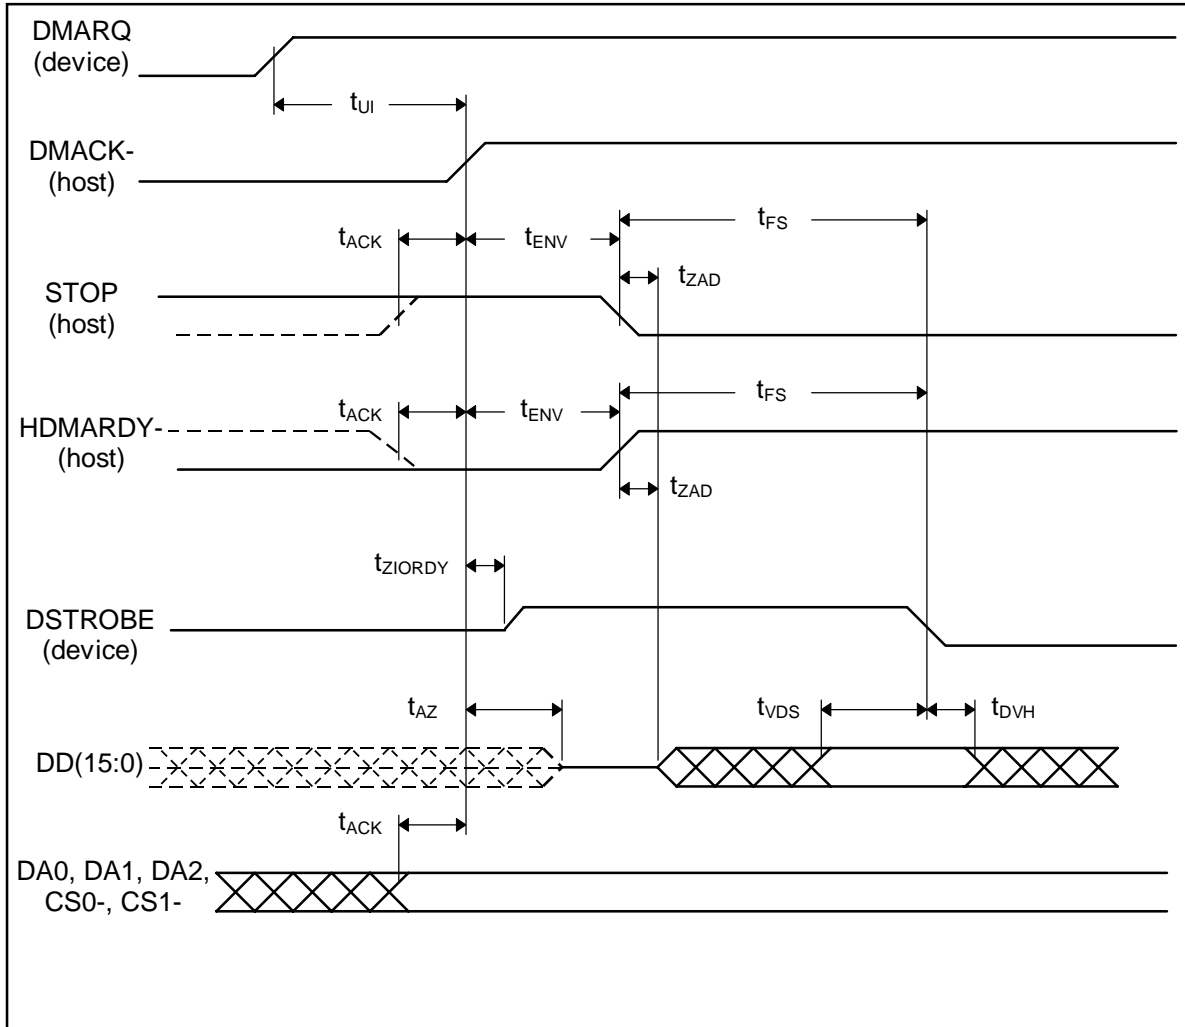 DMARQ
(device)
tUI
DMACK-
(host)
tFS
tACK
tENV
tZAD
STOP
(host)
tFS
tACK
tENV
HDMARDY-
(host)
tZAD
tZIORDY
DSTROBE
(device)
tAZ
tVDS
tDVH
DD(15:0)
tACK
DA0, DA1, DA2,
CS0-, CS1-